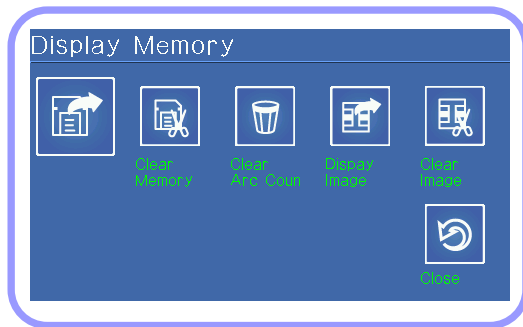 Display Memory
Clear
Memory
Clear
Arc Coun
Dispay
Image
Clear
Image
Close